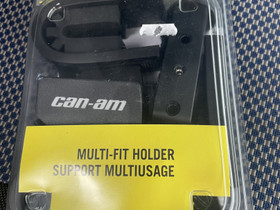 can-am
MULTI-FIT HOLDER
SUPPORT MULTIUSAGE